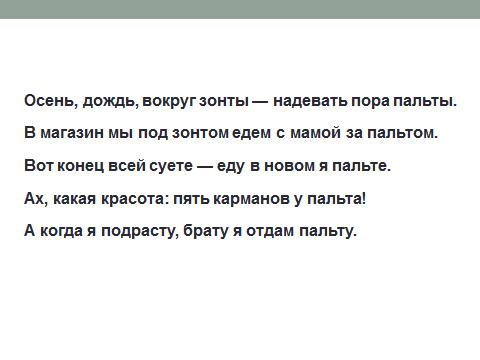 Осень, дождь, вокруг зонты — надевать пора пальты.
В магазин мы под зонтом едем с мамой за пальтом.
Вот конец всей суете — еду в новом я пальте.
Ах, какая красота: пять карманов у пальта!
А когда я подрасту, брату я отдам пальту.